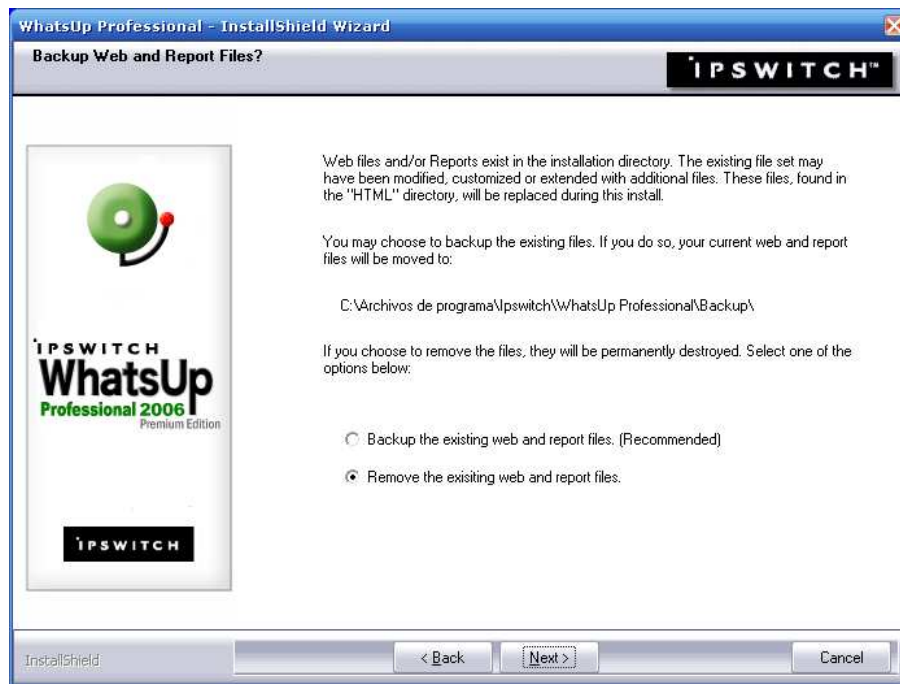 WhatsUp Professional - InstallShield Wizard
Backup Web and Report Files?
IPSWITCH™
Web files and/or Reports exist in the installation directory. The existing file set may
have been modified, customized or extended with additional files. These files, found in
the "HTML" directory, will be replaced during this install.
You may choose to backup the existing files. If you do so, your current web and report
files will be moved to:
C:\Archivos de programa\Ipswitch\WhatsUp Professional\Backup\
If you choose to remove the files, they will be permanently destroyed. Select one of the
options below:
Backup the existing web and report files. (Recommended)
Remove the exisiting web and report files.
IPSWITCH
WhatsUp
Professional 2006
Premium Edition
IPSWITCH
InstallShield
< Back
Next >
Cancel